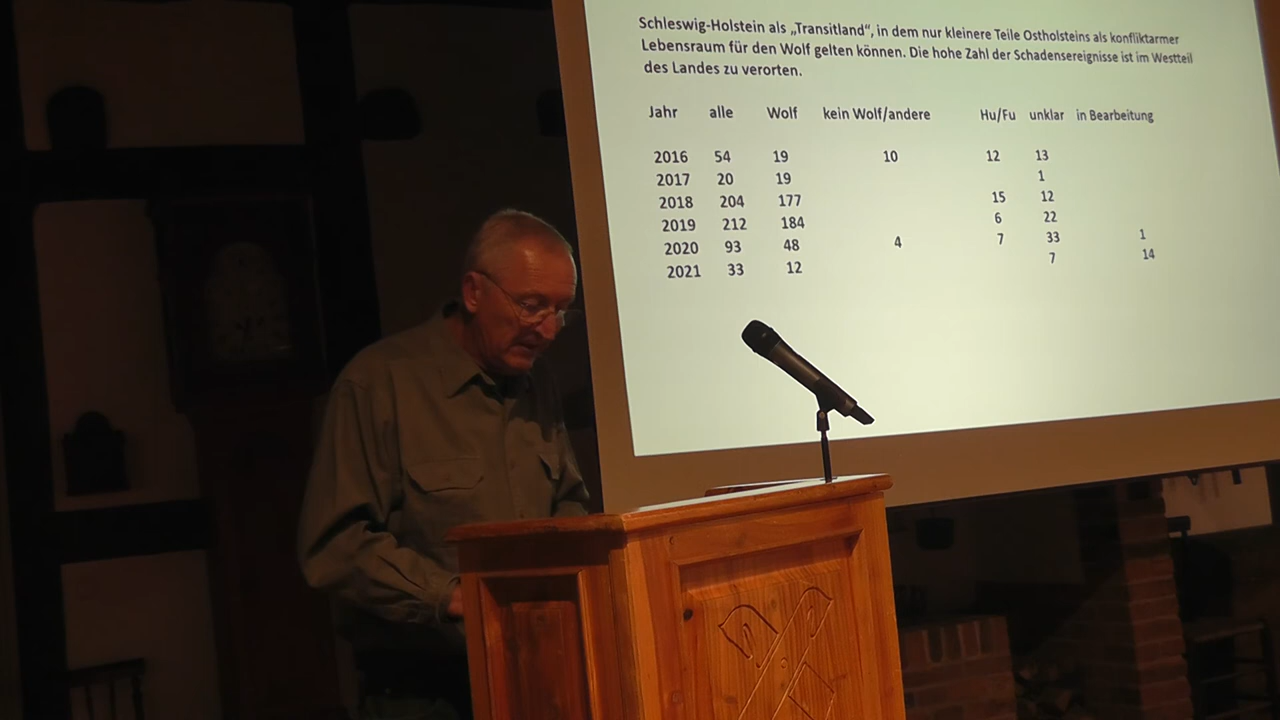 Schleswig-Holstein als „Transitland“, in dem nur kleinere Teile Ostholsteins als konfliktarmer
Lebensraum für den Wolf gelten können. Die hohe Zahl der Schadensereignisse ist im Westteil
des Landes zu verorten.
Jahr alle Wolf kein Wolf/andere Hu/Fu unklar in Bearbeitung
2016 54 19 10 12 13
2017 20 19 1
2018 204 177 15 12
2019 212 184 6 22
2020 93 48 4 7 33 1
2021 33 12 7 14